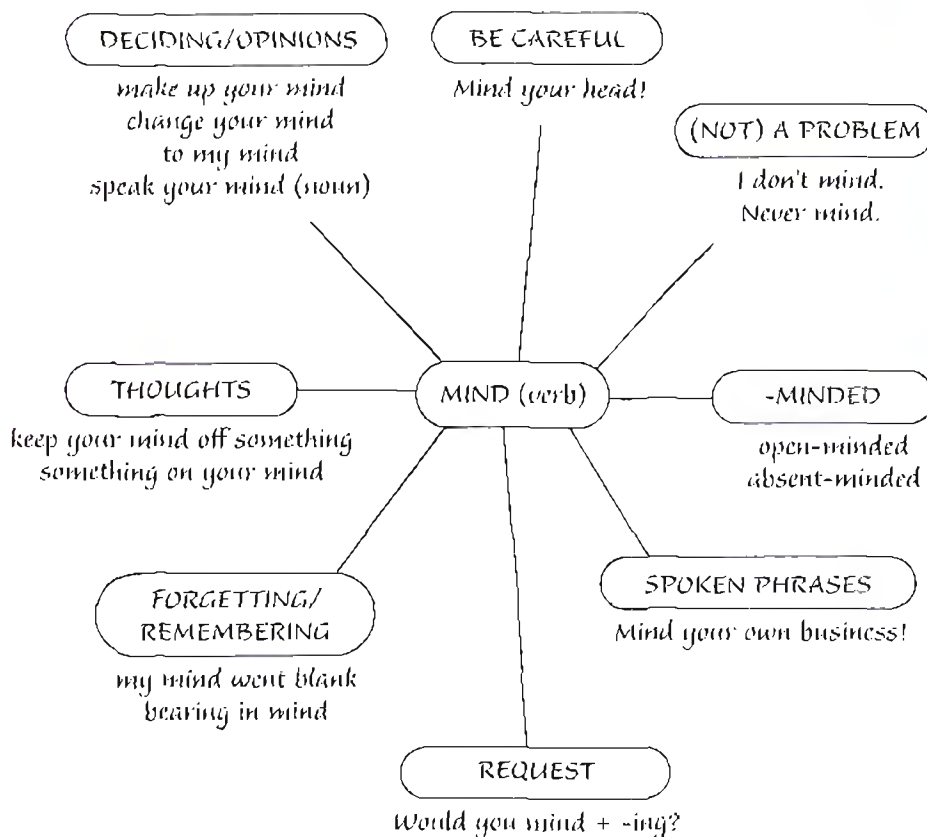 DECIDING/OPINIONS
make up your mind
change your mind
to my mind
speak your mind (noun)
BE CAREFUL
Mind your head!
(NOT) A PROBLEM
I don't mind.
Never mind.
THOUGHTS
keep your mind off something
something on your mind
MIND (verb)
-MINDED
open-minded
absent-minded
FORGETTING/
REMEMBERING
my mind went blank
bearing in mind
SPOKEN PHRASES
Mind your own business!
REQUEST
Would you mind + -ing?